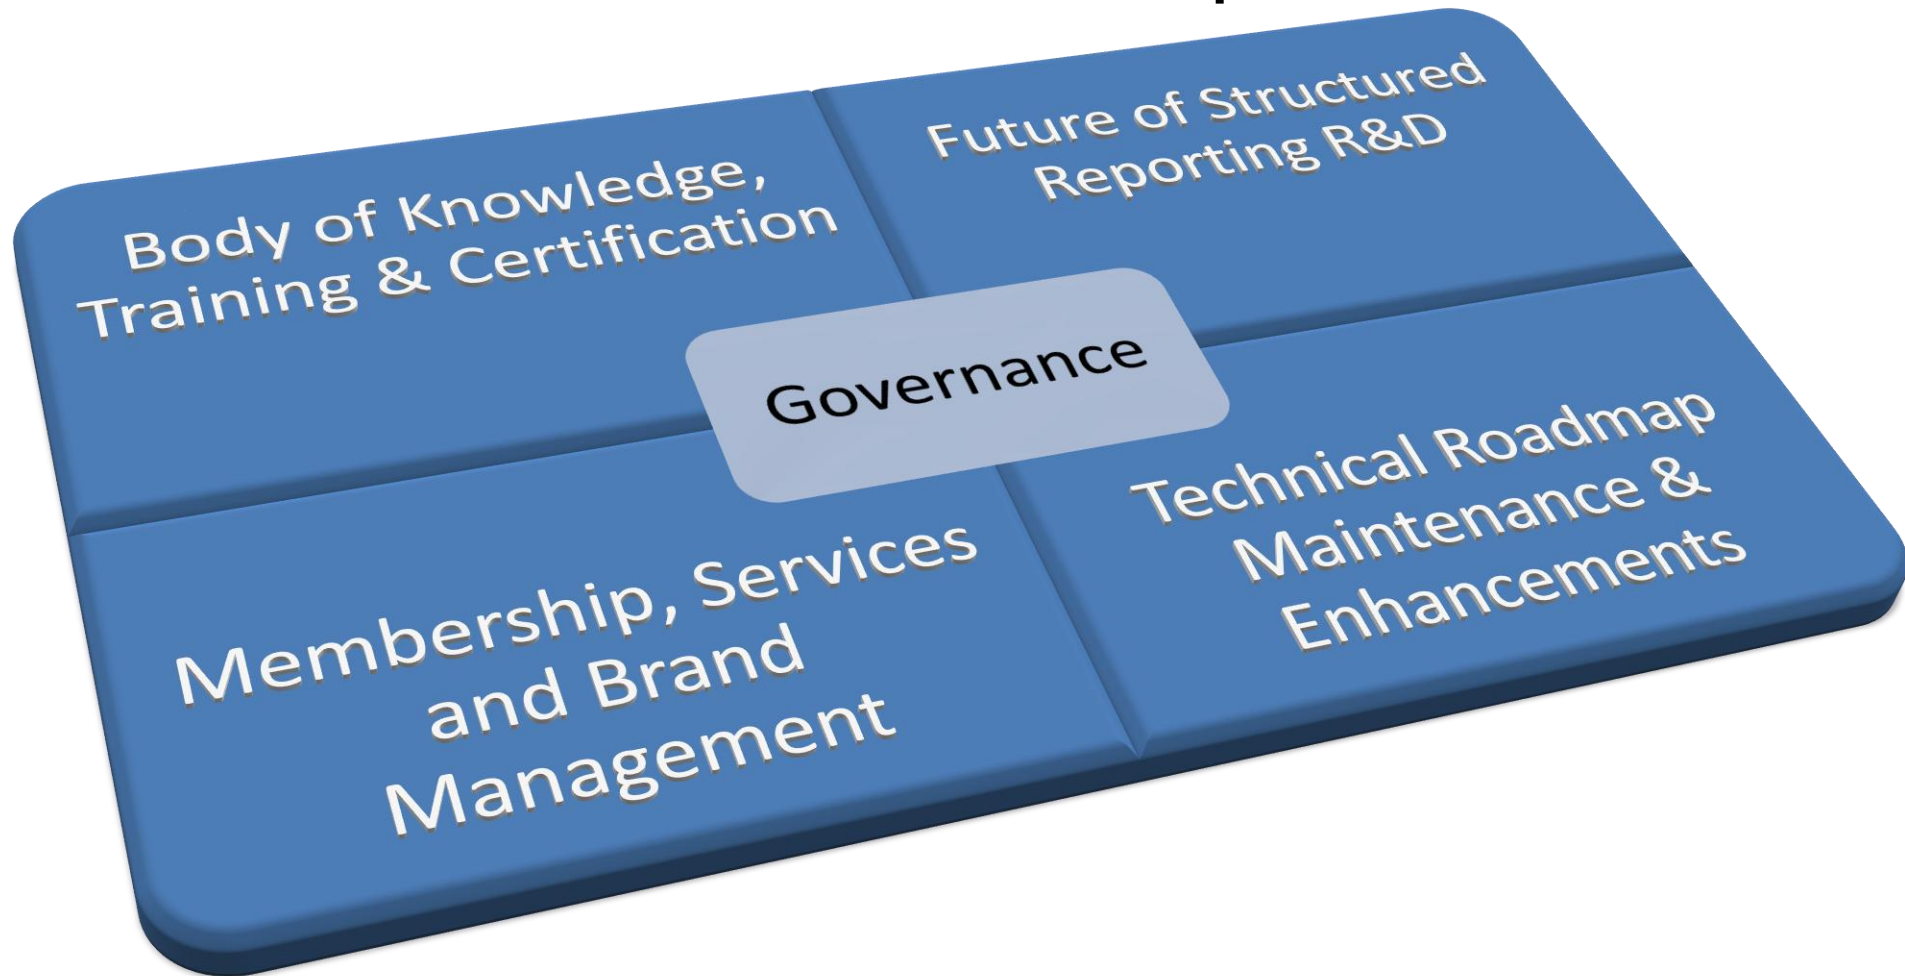 Body of Knowledge,
Training & Certification
Future of Structured
Reporting R&D
Governance
Membership, Services
and Brand
Management
Technical Roadmap
Maintenance &
Enhancements